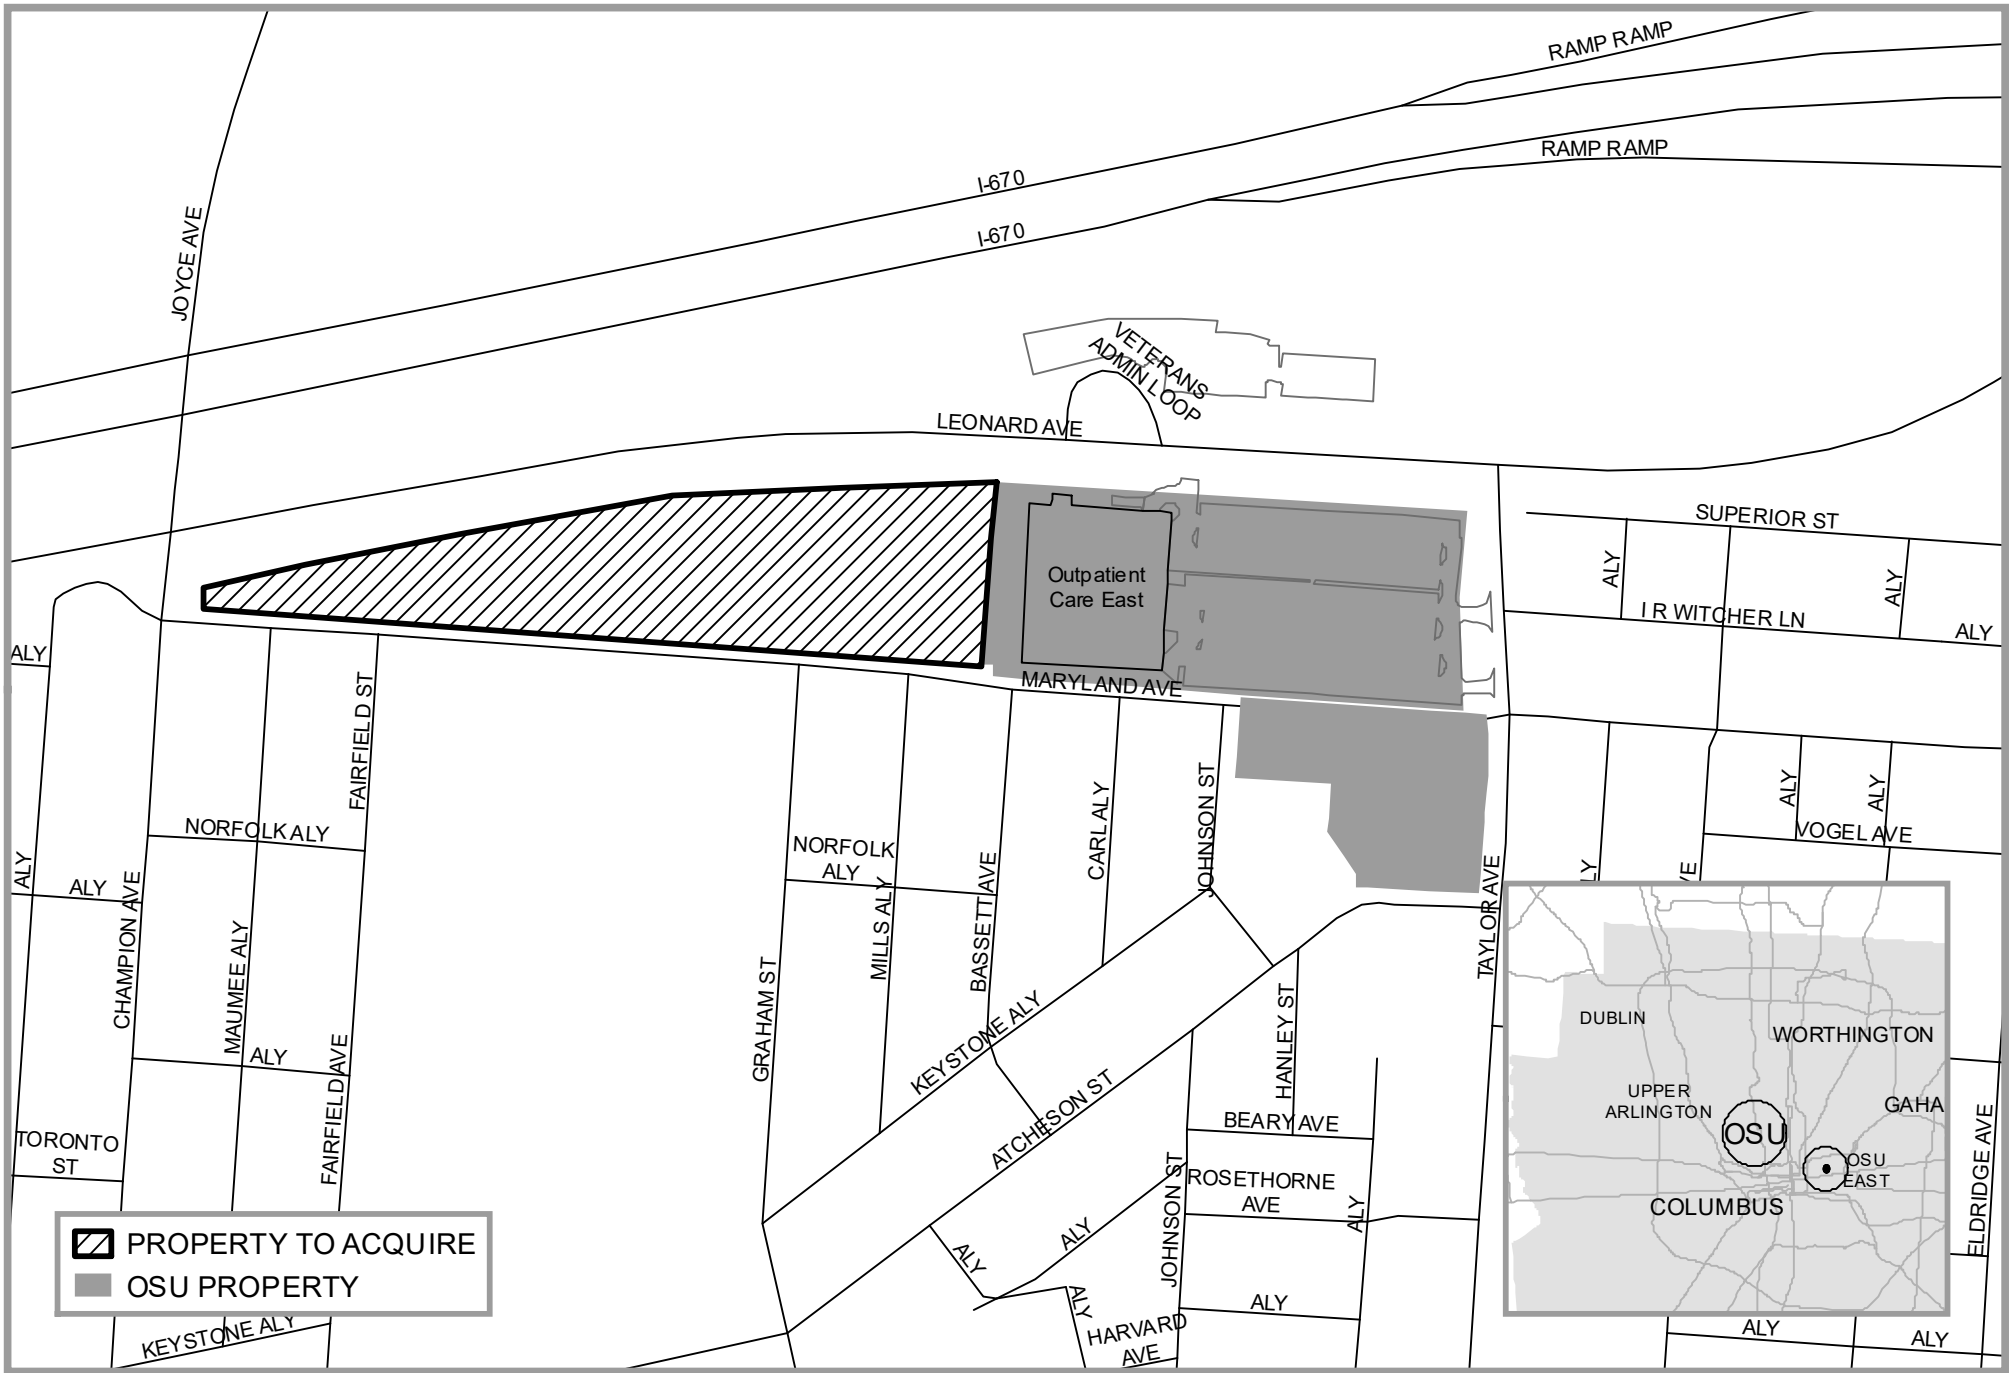 RAMP RAMP
RAMP RAMP
I-670
I-670
JOYCE AVE
VETERANS
ADMIN LOOP
LEONARD AVE
SUPERIOR ST
ALY
ALY
I R WITCHER LN
ALY
Outpatient
Care East
MARYLAND AVE
ALY
FAIRFIELD ST
NORFOLK ALY
ALY
ALY
CHAMPION AVE
MAUMEE ALY
ALY
FAIRFIELD AVE
TORONTO
ST
NORFOLK
ALY
MILLS ALY
BASSETT AVE
CARL ALY
JOHNSON ST
GRAHAM ST
KEYSTONE ALY
ATCHESON ST
HANLEY ST
TAYLOR AVE
ALY
ALY
VOGEL AVE
LY
VE
BEARY AVE
ROSETHORNE
AVE
ALY
JOHNSON ST
ALY
ALY
ALY
HARVARD
AVE
ALY
KEYSTONE ALY
ELDRIDGE AVE
ALY
ALY
DUBLIN
WORTHINGTON
UPPER
ARLINGTON
GAHA
OSU
OSU
EAST
COLUMBUS
PROPERTY TO ACQUIRE
OSU PROPERTY